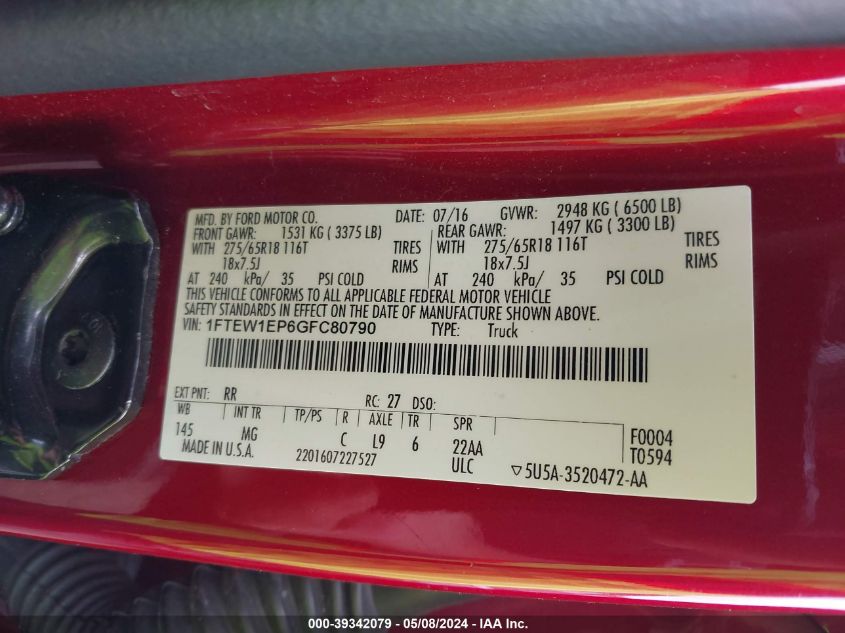 MFD. BY FORD MOTOR CO. DATE: 07/16 GVWR: 2948 KG ( 6500 LB)
FRONT GAWR: 1531 KG ( 3375 LB) REAR GAWR: 1497 KG ( 3300 LB)
WITH 275/65R18 116T TIRES WITH 275/65R18 116T TIRES
18x7.5J RIMS 18x7.5J RIMS
AT 240 kPa/ 35 PSI COLD AT 240 kPa/ 35 PSI COLD
THIS VEHICLE CONFORMS TO ALL APPLICABLE FEDERAL MOTOR VEHICLE
SAFETY STANDARDS IN EFFECT ON THE DATE OF MANUFACTURE SHOWN ABOVE.
VIN: 1FTEW1EP6GFC80790 TYPE: Truck
EXT PNT: RR RC: 27 DSO:
WB INT TR TP/PS R AXLE TR SPR
145 MG C L9 6 22AA F0004
MADE IN U.S.A. 2201607227527 ULC T0594
▽5U5A-3520472-AA
000-39342079 - 05/08/2024 - IAA Inc.